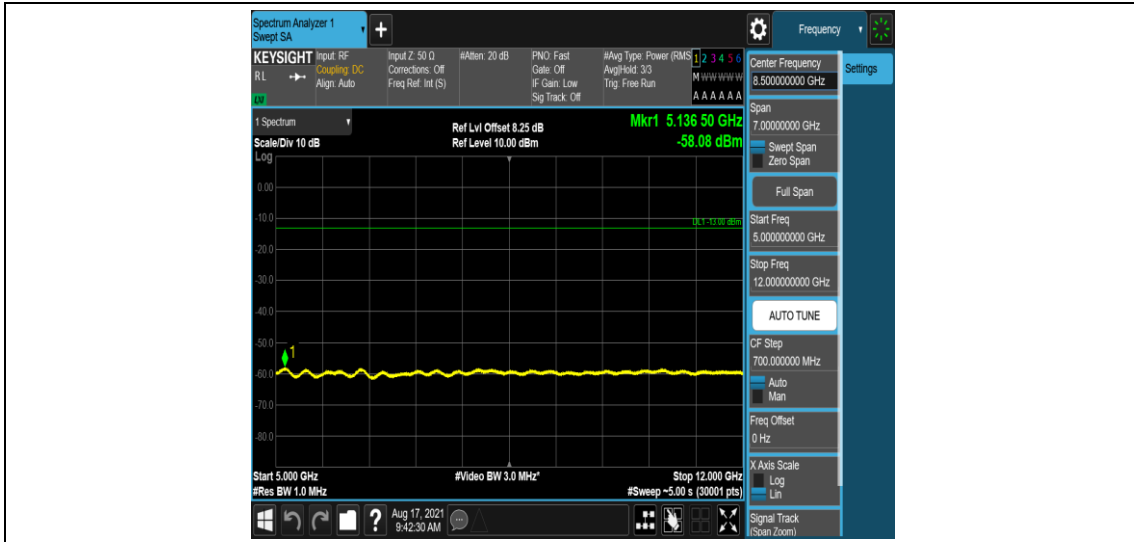 Spectrum Analyzer 1
Swept SA
+
Frequency
KEYSIGHT
RL
Input: RF
Coupling: DC
Align: Auto
Input Z: 50 Ω
Corrections: Off
Freq Ref: Int (S)
#Atten: 20 dB
PNO: Fast
Gate: Off
IF Gain: Low
Sig Track: Off
#Avg Type: Power (RMS
Avg|Hold: 3/3
Trig: Free Run
1 2 3 4 5 6
M W W W W W
A A A A A A
1 Spectrum
Scale/Div 10 dB
Log
Ref Lvl Offset 8.25 dB
Ref Level 10.00 dBm
Mkr1 5.136 50 GHz
-58.08 dBm
0.00
-10.0
DL1 -13.00 dBm
-20.0
-30.0
-40.0
-50.0
1
-60.0
-70.0
-80.0
Start 5.000 GHz
#Res BW 1.0 MHz
#Video BW 3.0 MHz*
Stop 12.000 GHz
#Sweep ~5.00 s (30001 pts)
Center Frequency
8.500000000 GHz
Settings
Span
7.00000000 GHz
Swept Span
Zero Span
Full Span
Start Freq
5.000000000 GHz
Stop Freq
12.000000000 GHz
AUTO TUNE
CF Step
700.000000 MHz
Auto
Man
Freq Offset
0 Hz
X Axis Scale
Log
Lin
Signal Track
(Span Zoom)
?
Aug 17, 2021
9:42:30 AM